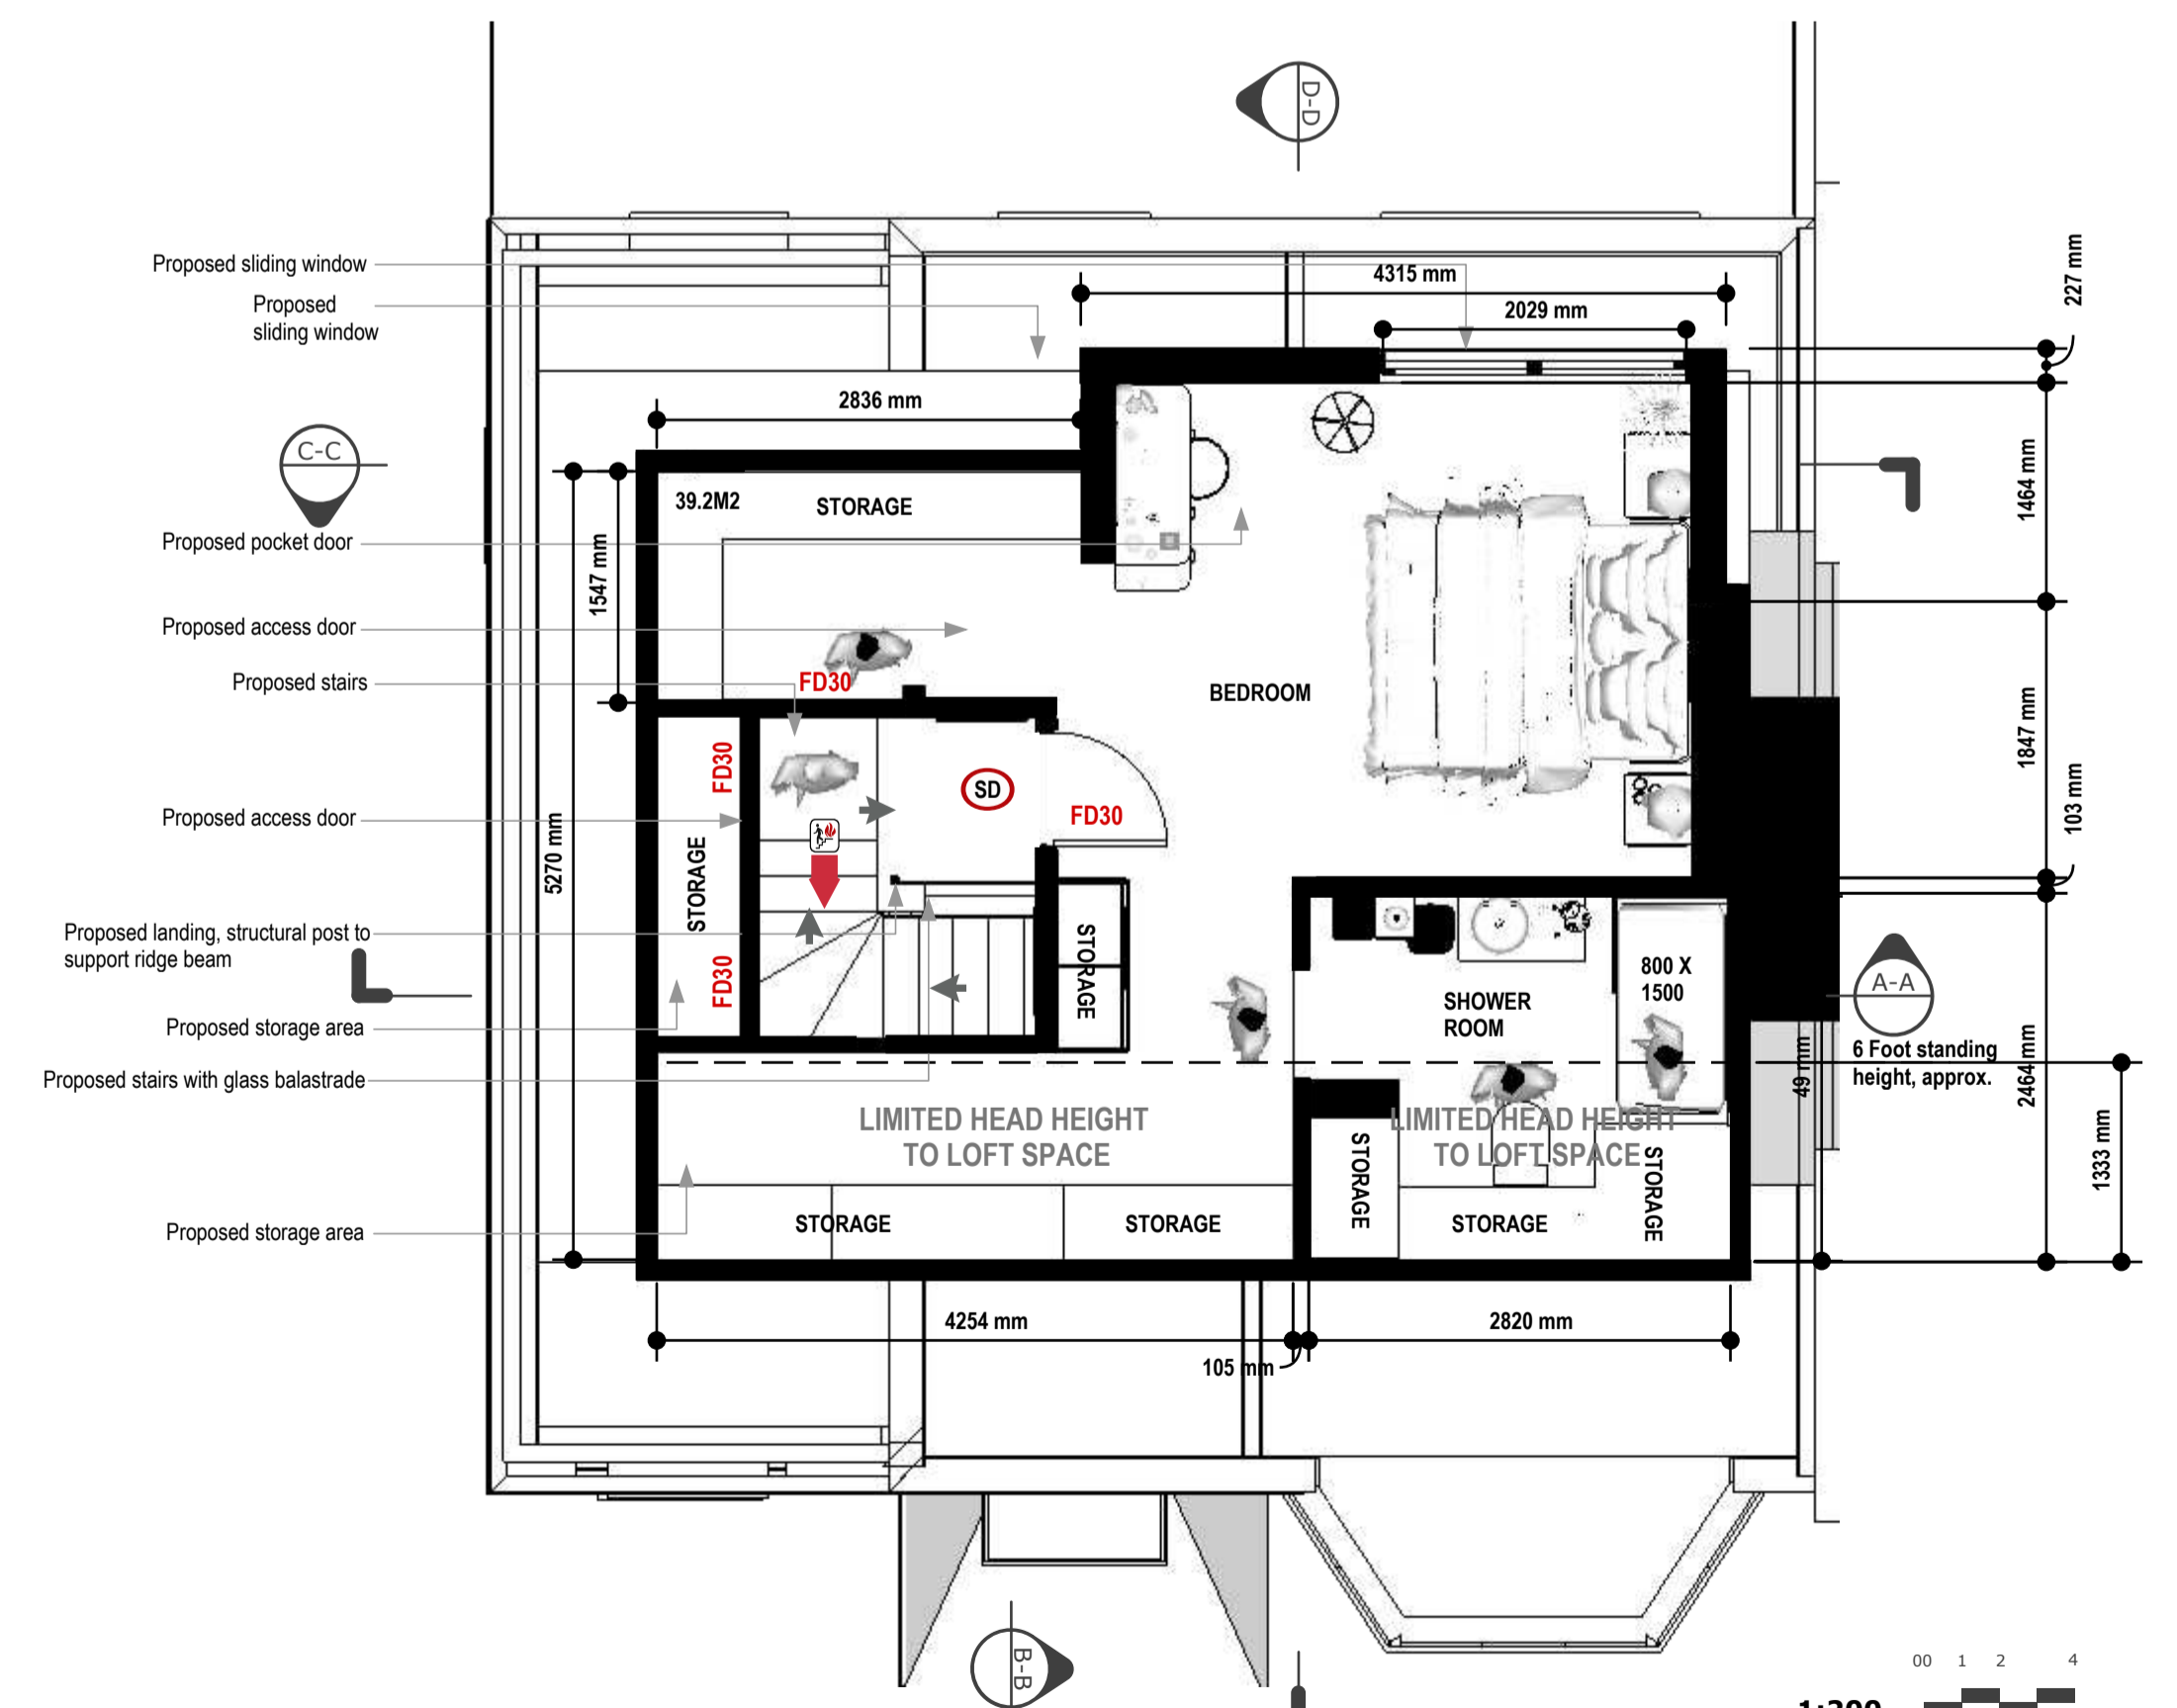 D-D
Proposed sliding window
4315 mm
227 mm
Proposed
sliding window
2029 mm
2836 mm
C-C
39.2M2
STORAGE
1464 mm
Proposed pocket door
1547 mm
Proposed access door
Proposed stairs
FD30
BEDROOM
1847 mm
FD30
SD
FD30
103 mm
Proposed access door
5270 mm
STORAGE
Proposed landing, structural post to
support ridge beam
FD30
STORAGE
800 X
1500
SHOWER
ROOM
A-A
Proposed storage area
6 Foot standing
height, approx.
49 mm
2464 mm
Proposed stairs with glass balastrade
LIMITED HEAD HEIGHT
TO LOFT SPACE
LIMITED HEAD HEIGHT
TO LOFT SPACE
1333 mm
STORAGE
STORAGE
Proposed storage area
STORAGE
STORAGE
STORAGE
4254 mm
2820 mm
105 mm
B-B
00 1 2 4
1:200